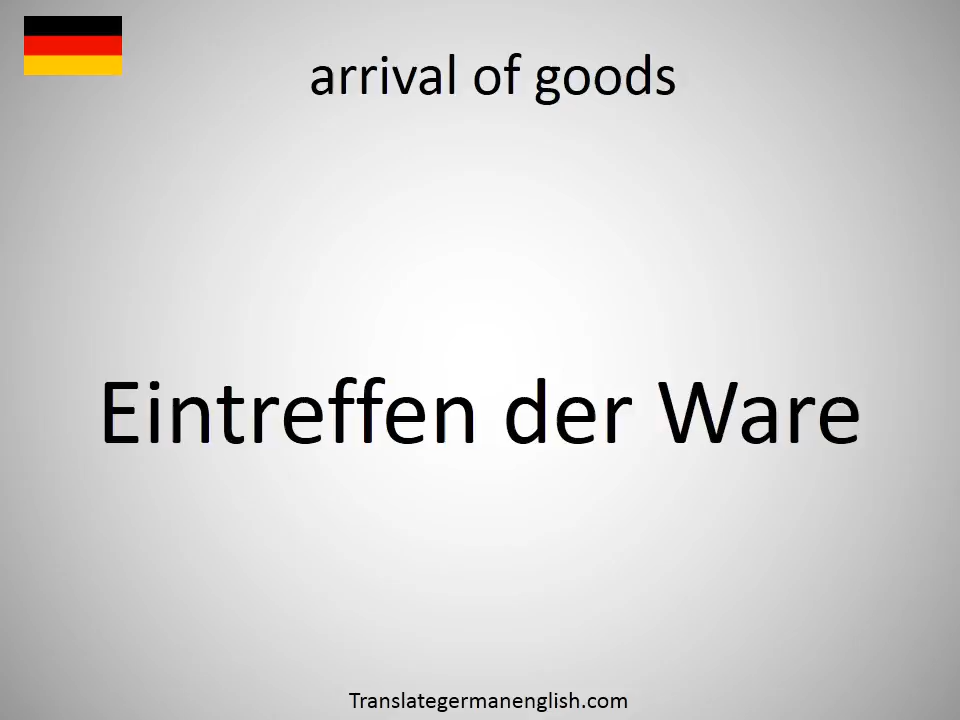 arrival of goods
Eintreffen der Ware
Translategermanenglish.com